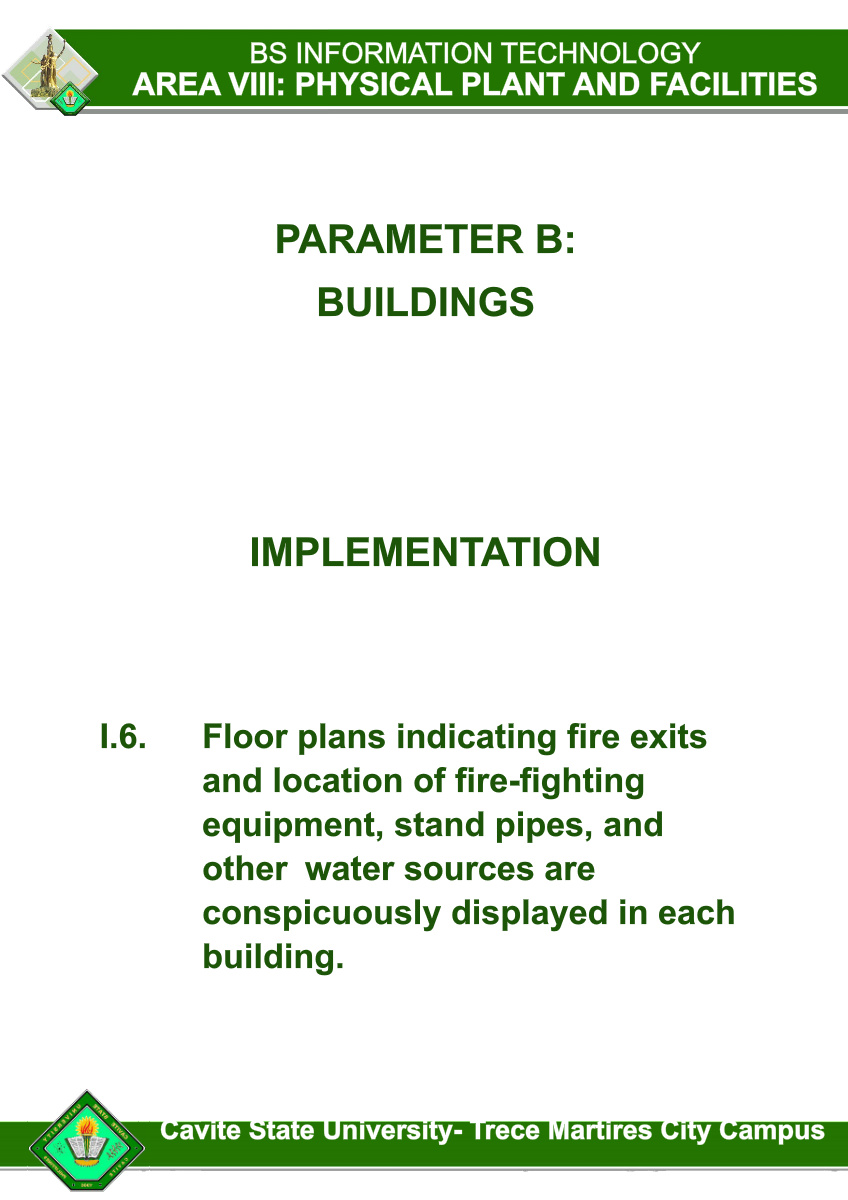 BS INFORMATION TECHNOLOGY
AREA VIII: PHYSICAL PLANT AND FACILITIES
PARAMETER B:
BUILDINGS
IMPLEMENTATION
I.6. Floor plans indicating fire exits
and location of fire-fighting
equipment, stand pipes, and
other water sources are
conspicuously displayed in each
building.
Cavite State University- Trece Martires City Campus